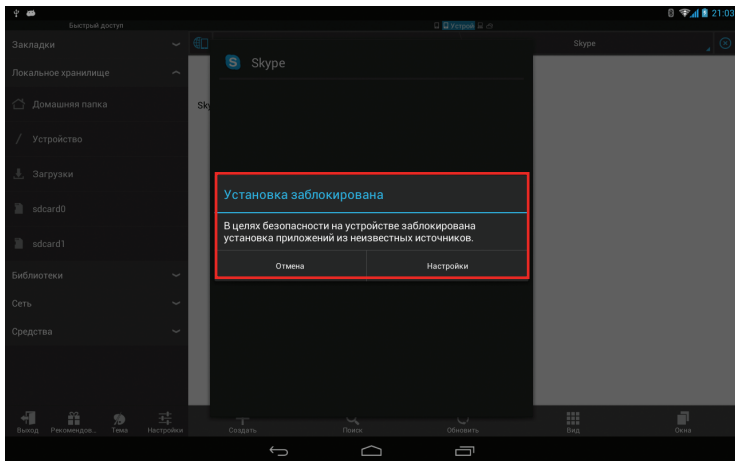 21:03
Быстрый доступ
Устрой
Закладки
Skype
Локальное хранилище
Skype
Домашняя папка
Устройство
Загрузки
sdcard0
sdcard1
Библиотеки
Сеть
Средства
Установка заблокирована
В целях безопасности на устройстве заблокирована
установка приложений из неизвестных источников.
Отмена
Настройки
Выход
Рекомендов..
Тема
Настройки
Создать
Поиск
Обновить
Вид
Окна